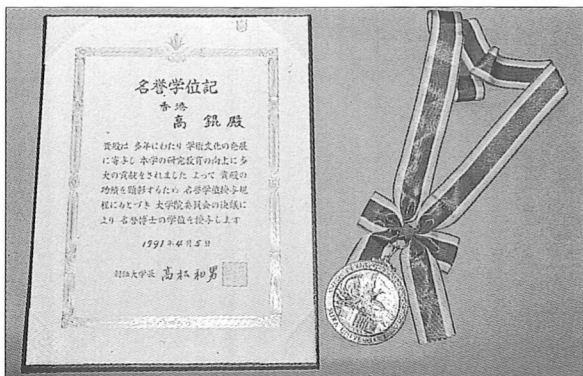 名誉学位記
香港
高錕殿
貴殿は 多年にわたり 学術文化の発展
に寄与し 本学の研究教育の向上に多
大の貢献をされました よって 貴殿の
功績を顕彰するため 名誉学位授与規
程にもとづき 大学院委員会の決議に
より 名誉博士の学位を授与します
1991年4月5日
創価大学長 高松和男